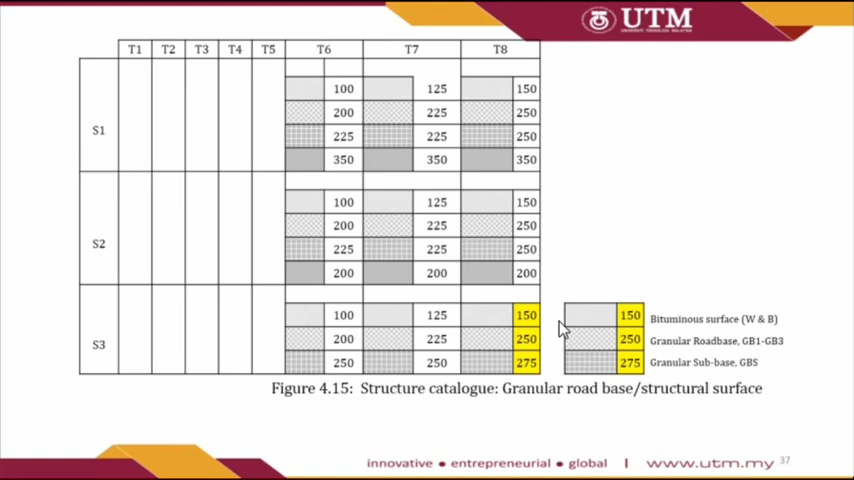 UTM
UNIVERSITI TEKNOLOGI MALAYSIA
T1 T2 T3 T4 T5 T6 T7 T8
100 125 150
200 225 250
S1
225 225 250
350 350 350
100 125 150
200 225 250
S2
225 225 250
200 200 200
100 125 150 150 Bituminous surface (W & B)
S3 200 225 250 250 Granular Roadbase, GB1-GB3
250 250 275 275 Granular Sub-base, GBS
Figure 4.15: Structure catalogue: Granular road base/structural surface
innovative ● entrepreneurial ● global | www.utm.my 37